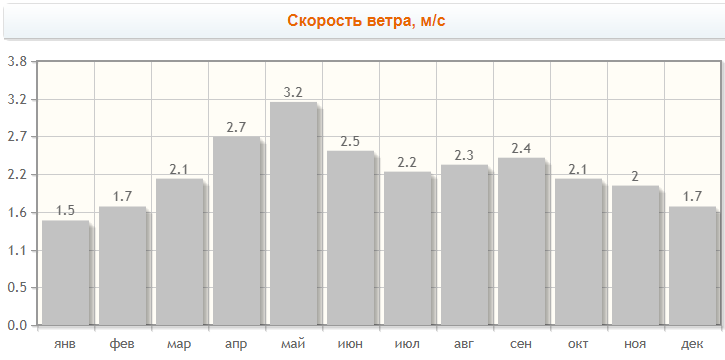 Скорость ветра, м/с
3.8
3.2
2.7
2.2
1.6
1.1
0.5
0.0
1.5 1.7 2.1 2.7 3.2 2.5 2.2 2.3 2.4 2.1 2 1.7
янв фев мар апр май июн июл авг сен окт ноя дек